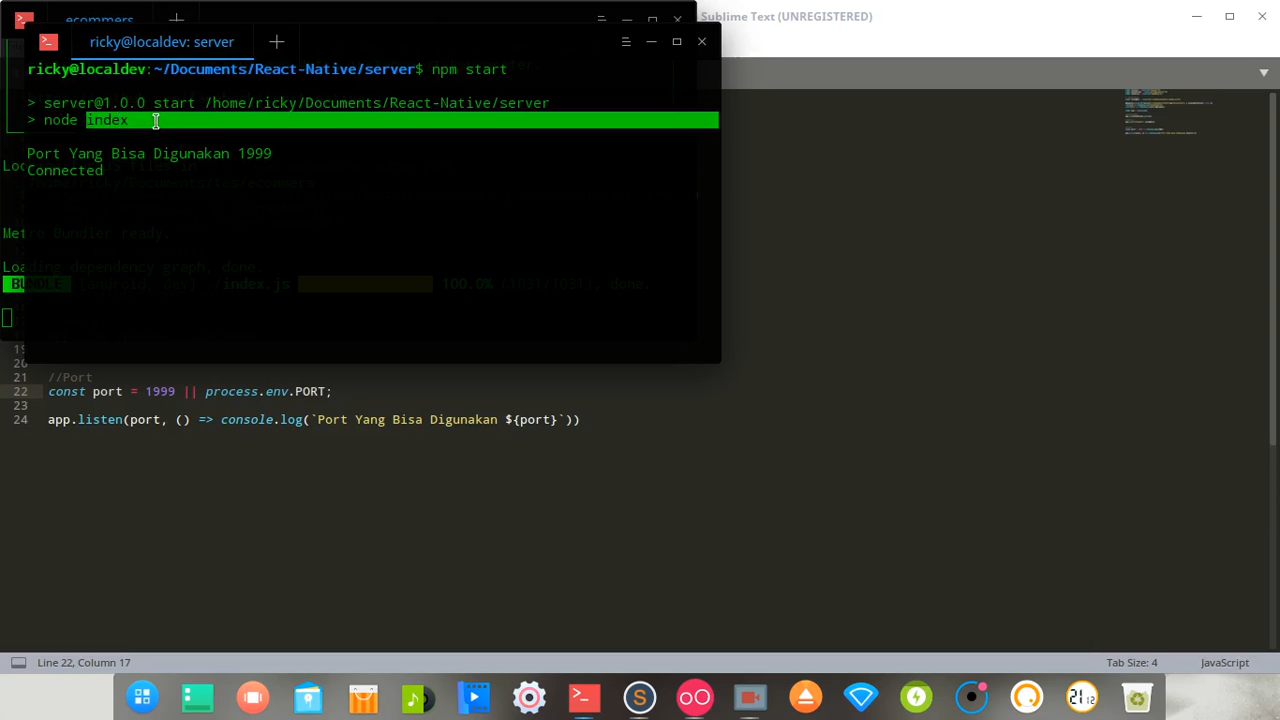 ecommers
Sublime Text (UNREGISTERED)
ricky@localdev: server
ricky@localdev:~/Documents/React-Native/server$ npm start
> server@1.0.0 start /home/ricky/Documents/React-Native/server
> node index
Port Yang Bisa Digunakan 1999
Connected
Metro Bundler ready.
Loading dependency graph, done.
BUNDLE [android, dev] ./index.js 100.0% (1031/1031), done.
19
20
21 //Port
22 const port = 1999 || process.env.PORT;
23
24 app.listen(port, () => console.log(`Port Yang Bisa Digunakan ${port}`))
Line 22, Column 17
Tab Size: 4
JavaScript